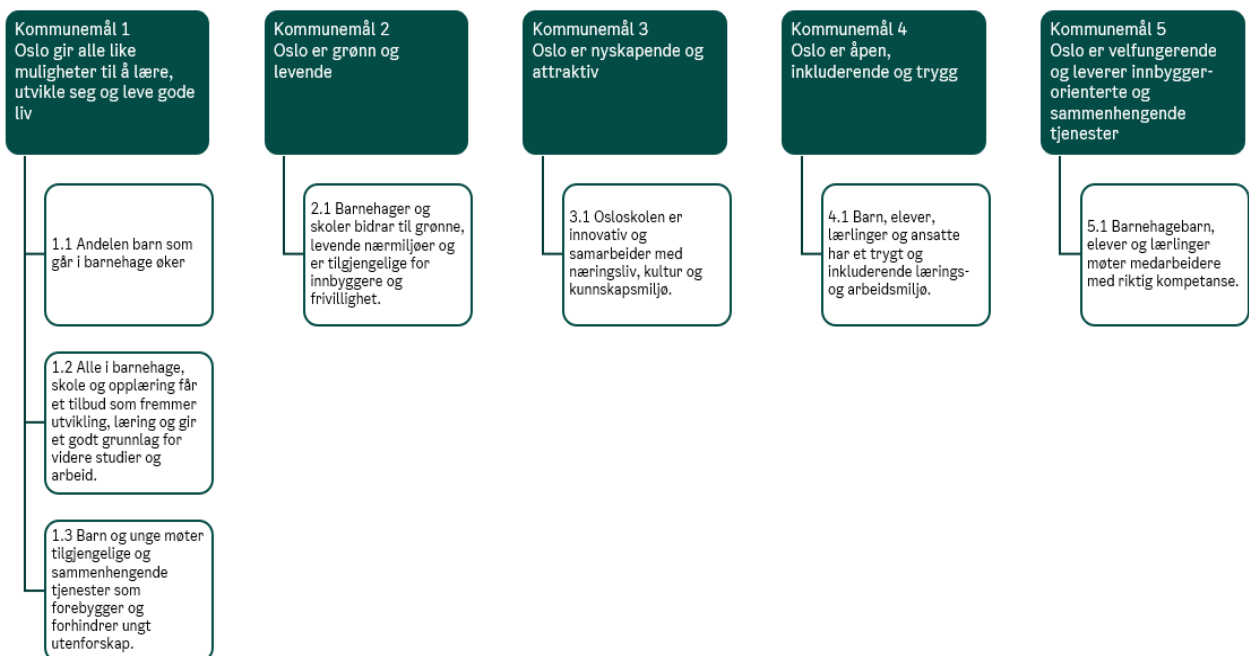 Kommunemål 1
Oslo gir alle like
muligheter til å lære,
utvikle seg og leve gode
liv
1.1 Andelen barn som
går i barnehage øker
1.2 Alle i barnehage,
skole og opplæring får
et tilbud som fremmer
utvikling, læring og gir
et godt grunnlag for
videre studier og
arbeid.
1.3 Barn og unge møter
tilgjengelige og
sammenhengende
tjenester som
forebygger og
forhindrer ungt
utenforskap.
Kommunemål 2
Oslo er grønn og
levende
2.1 Barnehager og
skoler bidrar til grønne,
levende nærmiljøer og
er tilgjengelige for
innbyggere og
frivillighet.
Kommunemål 3
Oslo er nyskapende og
attraktiv
3.1 Osloskolen er
innovativ og
samarbeider med
næringsliv, kultur og
kunnskapsmiljø.
Kommunemål 4
Oslo er åpen,
inkluderende og trygg
4.1 Barn, elever,
lærlinger og ansatte
har et trygt og
inkluderende lærings-
og arbeidsmiljø.
Kommunemål 5
Oslo er velfungerende
og leverer innbygger-
orienterte og
sammenhengende
tjenester
5.1 Barnehagebarn,
elever og lærlinger
møter medarbeidere
med riktig kompetanse.